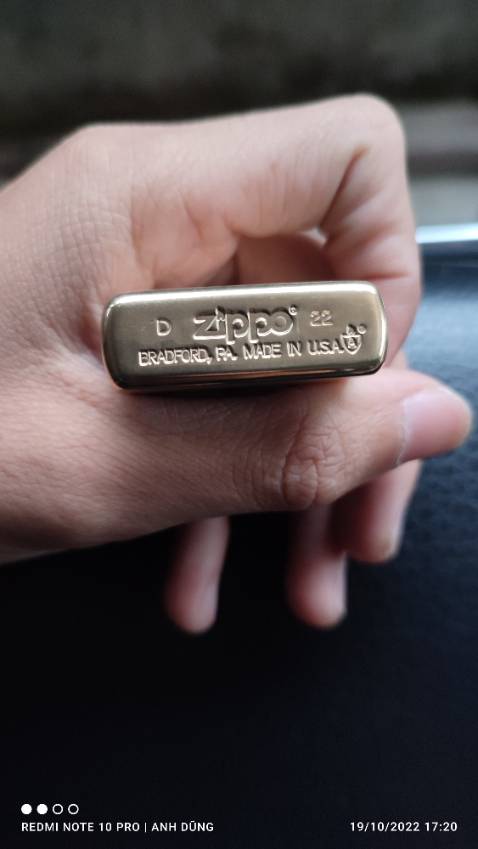 D zippo® 22
BRADFORD, PA. MADE IN U.S.A.
REDMI NOTE 10 PRO | ANH DŨNG
19/10/2022 17:20